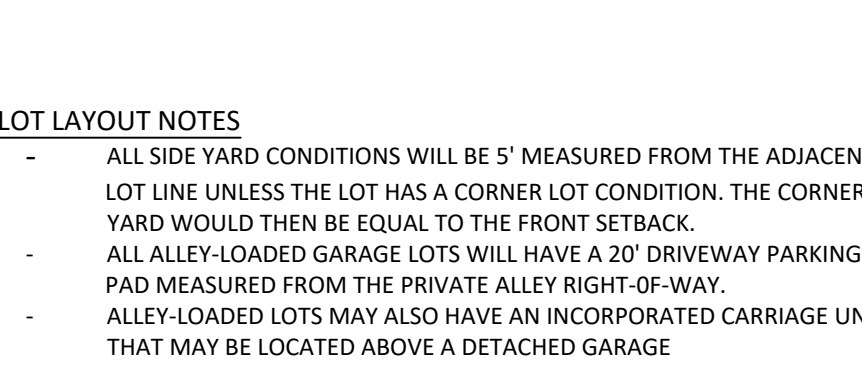 LOT LAYOUT NOTES
- ALL SIDE YARD CONDITIONS WILL BE 5' MEASURED FROM THE ADJACEN
LOT LINE UNLESS THE LOT HAS A CORNER LOT CONDITION. THE CORNER
YARD WOULD THEN BE EQUAL TO THE FRONT SETBACK.
- ALL ALLEY-LOADED GARAGE LOTS WILL HAVE A 20' DRIVEWAY PARKING
PAD MEASURED FROM THE PRIVATE ALLEY RIGHT-0F-WAY.
- ALLEY-LOADED LOTS MAY ALSO HAVE AN INCORPORATED CARRIAGE UN
THAT MAY BE LOCATED ABOVE A DETACHED GARAGE